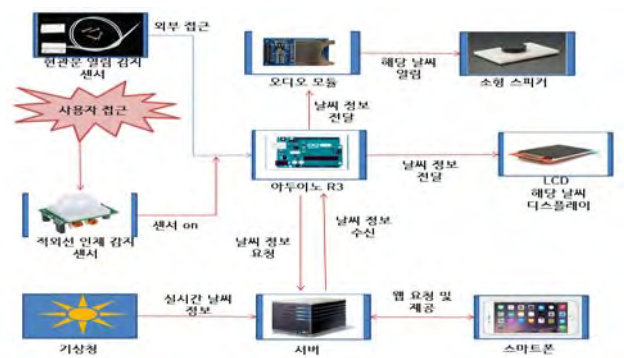 외부 접근
현관문 열림 감지
센서
오디오 모듈
해당 날씨
알림
소형 스피커
사용자 접근
날씨 정보
전달
아두이노 R3
날씨 정보
전달
LCD
해당 날씨
디스플레이
적외선 인체 감지
센서
센서 on
날씨 정보
요청
날씨 정보
수신
실시간 날씨
정보
웹 요청 및
제공
기상청
서버
스마트폰